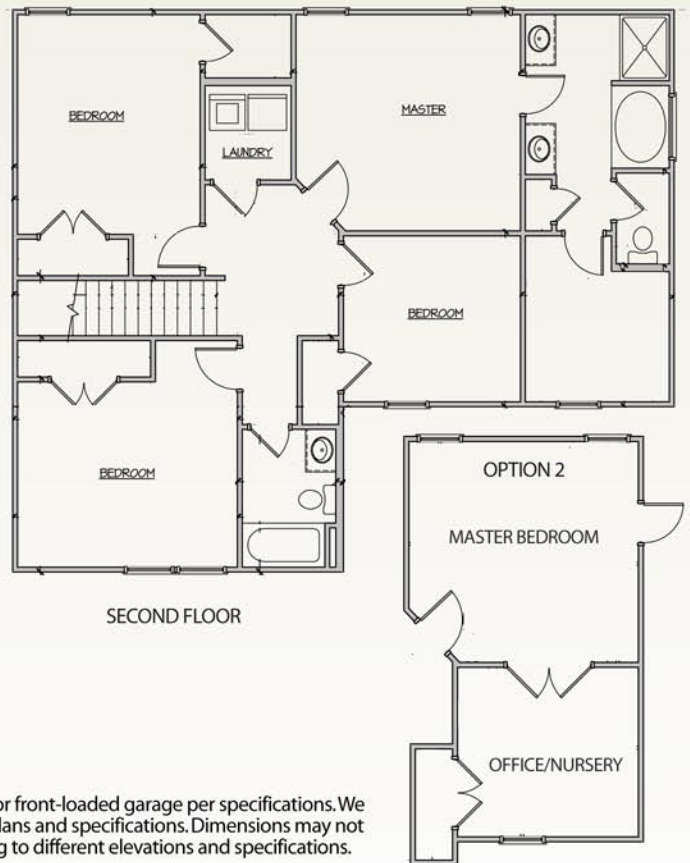 BEDROOM
MASTER
LAUNDRY
BEDROOM
BEDROOM
SECOND FLOOR
OPTION 2
MASTER BEDROOM
OFFICE/NURSERY
or front-loaded garage per specifications. We
lans and specifications. Dimensions may not
g to different elevations and specifications.